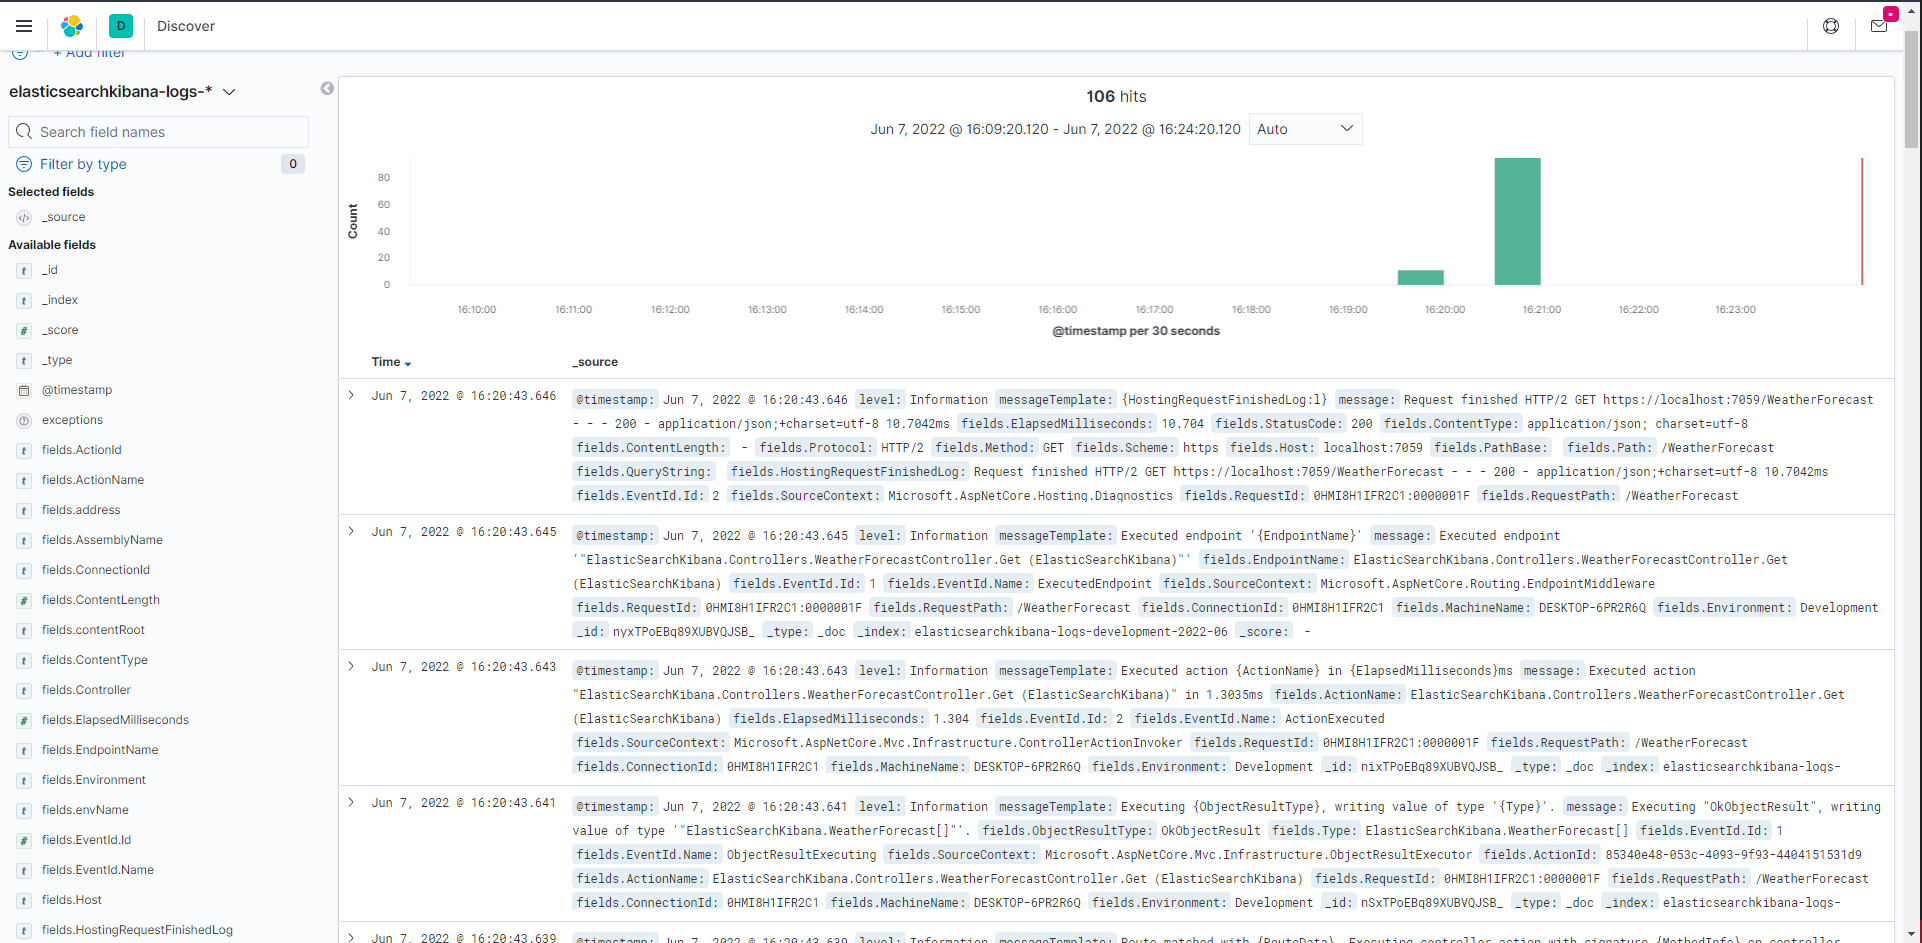 D Discover
+ Add filter
elasticsearchkibana-logs-*
Search field names
Filter by type 0
Selected fields
_source
Available fields
t _id
t _index
# _score
t _type
@timestamp
exceptions
t fields.ActionId
t fields.ActionName
t fields.address
t fields.AssemblyName
t fields.ConnectionId
# fields.ContentLength
t fields.contentRoot
t fields.ContentType
t fields.Controller
# fields.ElapsedMilliseconds
t fields.EndpointName
t fields.Environment
t fields.envName
# fields.EventId.Id
t fields.EventId.Name
t fields.Host
t fields.HostingRequestFinishedLog
106 hits
Jun 7, 2022 @ 16:09:20.120 - Jun 7, 2022 @ 16:24:20.120 Auto
Count
80
60
40
20
0
16:10:00 16:11:00 16:12:00 16:13:00 16:14:00 16:15:00 16:16:00 16:17:00 16:18:00 16:19:00 16:20:00 16:21:00 16:22:00 16:23:00
@timestamp per 30 seconds
Time _source
Jun 7, 2022 @ 16:20:43.646 @timestamp: Jun 7, 2022 @ 16:20:43.646 level: Information messageTemplate: {HostingRequestFinishedLog:l} message: Request finished HTTP/2 GET https://localhost:7059/WeatherForecast
- - - 200 - application/json;+charset=utf-8 10.7042ms fields.ElapsedMilliseconds: 10.704 fields.StatusCode: 200 fields.ContentType: application/json; charset=utf-8
fields.ContentLength: - fields.Protocol: HTTP/2 fields.Method: GET fields.Scheme: https fields.Host: localhost:7059 fields.PathBase: fields.Path: /WeatherForecast
fields.QueryString: fields.HostingRequestFinishedLog: Request finished HTTP/2 GET https://localhost:7059/WeatherForecast - - - 200 - application/json;+charset=utf-8 10.7042ms
fields.EventId.Id: 2 fields.SourceContext: Microsoft.AspNetCore.Hosting.Diagnostics fields.RequestId: 0HMI8H1IFR2C1:0000001F fields.RequestPath: /WeatherForecast
Jun 7, 2022 @ 16:20:43.645 @timestamp: Jun 7, 2022 @ 16:20:43.645 level: Information messageTemplate: Executed endpoint '{EndpointName}' message: Executed endpoint
'"ElasticSearchKibana.Controllers.WeatherForecastController.Get (ElasticSearchKibana)"' fields.EndpointName: ElasticSearchKibana.Controllers.WeatherForecastController.Get
(ElasticSearchKibana) fields.EventId.Id: 1 fields.EventId.Name: ExecutedEndpoint fields.SourceContext: Microsoft.AspNetCore.Routing.EndpointMiddleware
fields.RequestId: 0HMI8H1IFR2C1:0000001F fields.RequestPath: /WeatherForecast fields.ConnectionId: 0HMI8H1IFR2C1 fields.MachineName: DESKTOP-6PR2R6Q fields.Environment: Development
_id: nyxTPoEBq89XUBVQJSB_ _type: _doc _index: elasticsearchkibana-logs-development-2022-06 _score: -
Jun 7, 2022 @ 16:20:43.643 @timestamp: Jun 7, 2022 @ 16:20:43.643 level: Information messageTemplate: Executed action {ActionName} in {ElapsedMilliseconds}ms message: Executed action
"ElasticSearchKibana.Controllers.WeatherForecastController.Get (ElasticSearchKibana)" in 1.3035ms fields.ActionName: ElasticSearchKibana.Controllers.WeatherForecastController.Get
(ElasticSearchKibana) fields.ElapsedMilliseconds: 1.304 fields.EventId.Id: 2 fields.EventId.Name: ActionExecuted
fields.SourceContext: Microsoft.AspNetCore.Mvc.Infrastructure.ControllerActionInvoker fields.RequestId: 0HMI8H1IFR2C1:0000001F fields.RequestPath: /WeatherForecast
fields.ConnectionId: 0HMI8H1IFR2C1 fields.MachineName: DESKTOP-6PR2R6Q fields.Environment: Development _id: nixTPoEBq89XUBVQJSB_ _type: _doc _index: elasticsearchkibana-logs-
Jun 7, 2022 @ 16:20:43.641 @timestamp: Jun 7, 2022 @ 16:20:43.641 level: Information messageTemplate: Executing {ObjectResultType}, writing value of type '{Type}'. message: Executing "OkObjectResult", writing
value of type '"ElasticSearchKibana.WeatherForecast[]"'. fields.ObjectResultType: OkObjectResult fields.Type: ElasticSearchKibana.WeatherForecast[] fields.EventId.Id: 1
fields.EventId.Name: ObjectResultExecuting fields.SourceContext: Microsoft.AspNetCore.Mvc.Infrastructure.ObjectResultExecutor fields.ActionId: 85340e48-053c-4093-9f93-4404151531d9
fields.ActionName: ElasticSearchKibana.Controllers.WeatherForecastController.Get (ElasticSearchKibana) fields.RequestId: 0HMI8H1IFR2C1:0000001F fields.RequestPath: /WeatherForecast
fields.ConnectionId: 0HMI8H1IFR2C1 fields.MachineName: DESKTOP-6PR2R6Q fields.Environment: Development _id: nSxTPoEBq89XUBVQJSB_ _type: _doc _index: elasticsearchkibana-logs-
Jun 7, 2022 @ 16:20:43.639 @timestamp: Jun 7, 2022 @ 16:20:43.639 level: Information messageTemplate: Route matched with {RouteData}. Executing controller action with signature {MethodInfo} on controller